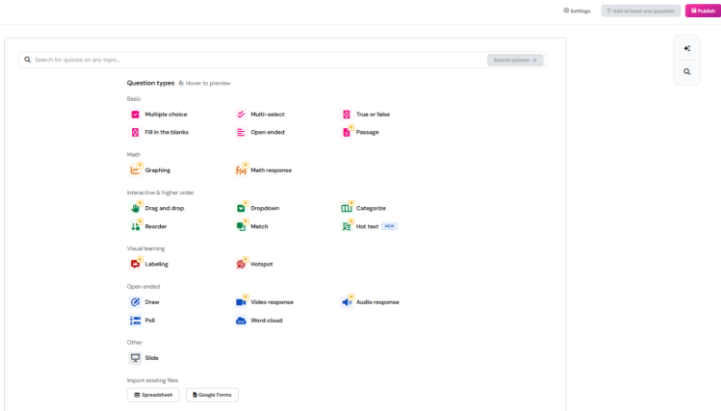 Settings
Add at least one question
Publish
Search for quizzes on any topic...
Search quizzes
Question types Hover to preview
Basic
Multiple choice Multi-select True or false
Fill in the blanks Open ended Passage
Math
Graphing f(x) Math response
Interactive & higher order
Drag and drop Dropdown Categorize
Reorder Match Hot text NEW
Visual learning
Labeling Hotspot
Open ended
Draw Video response Audio response
Poll Word cloud
Other
Slide
Import existing files
Spreadsheet Google Forms